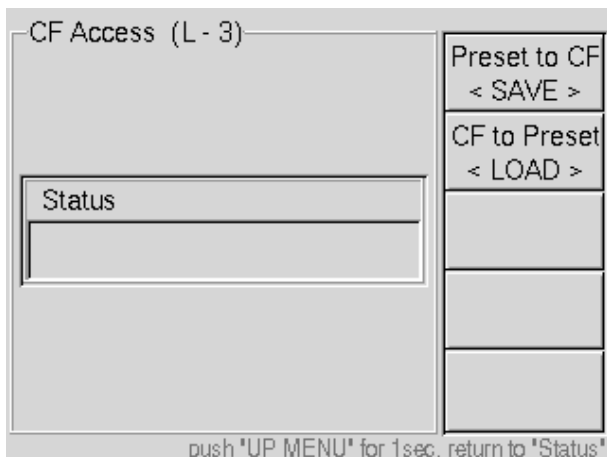 CF Access (L - 3)
Preset to CF
< SAVE >
CF to Preset
< LOAD >
Status
push "UP MENU" for 1sec, return to "Status"